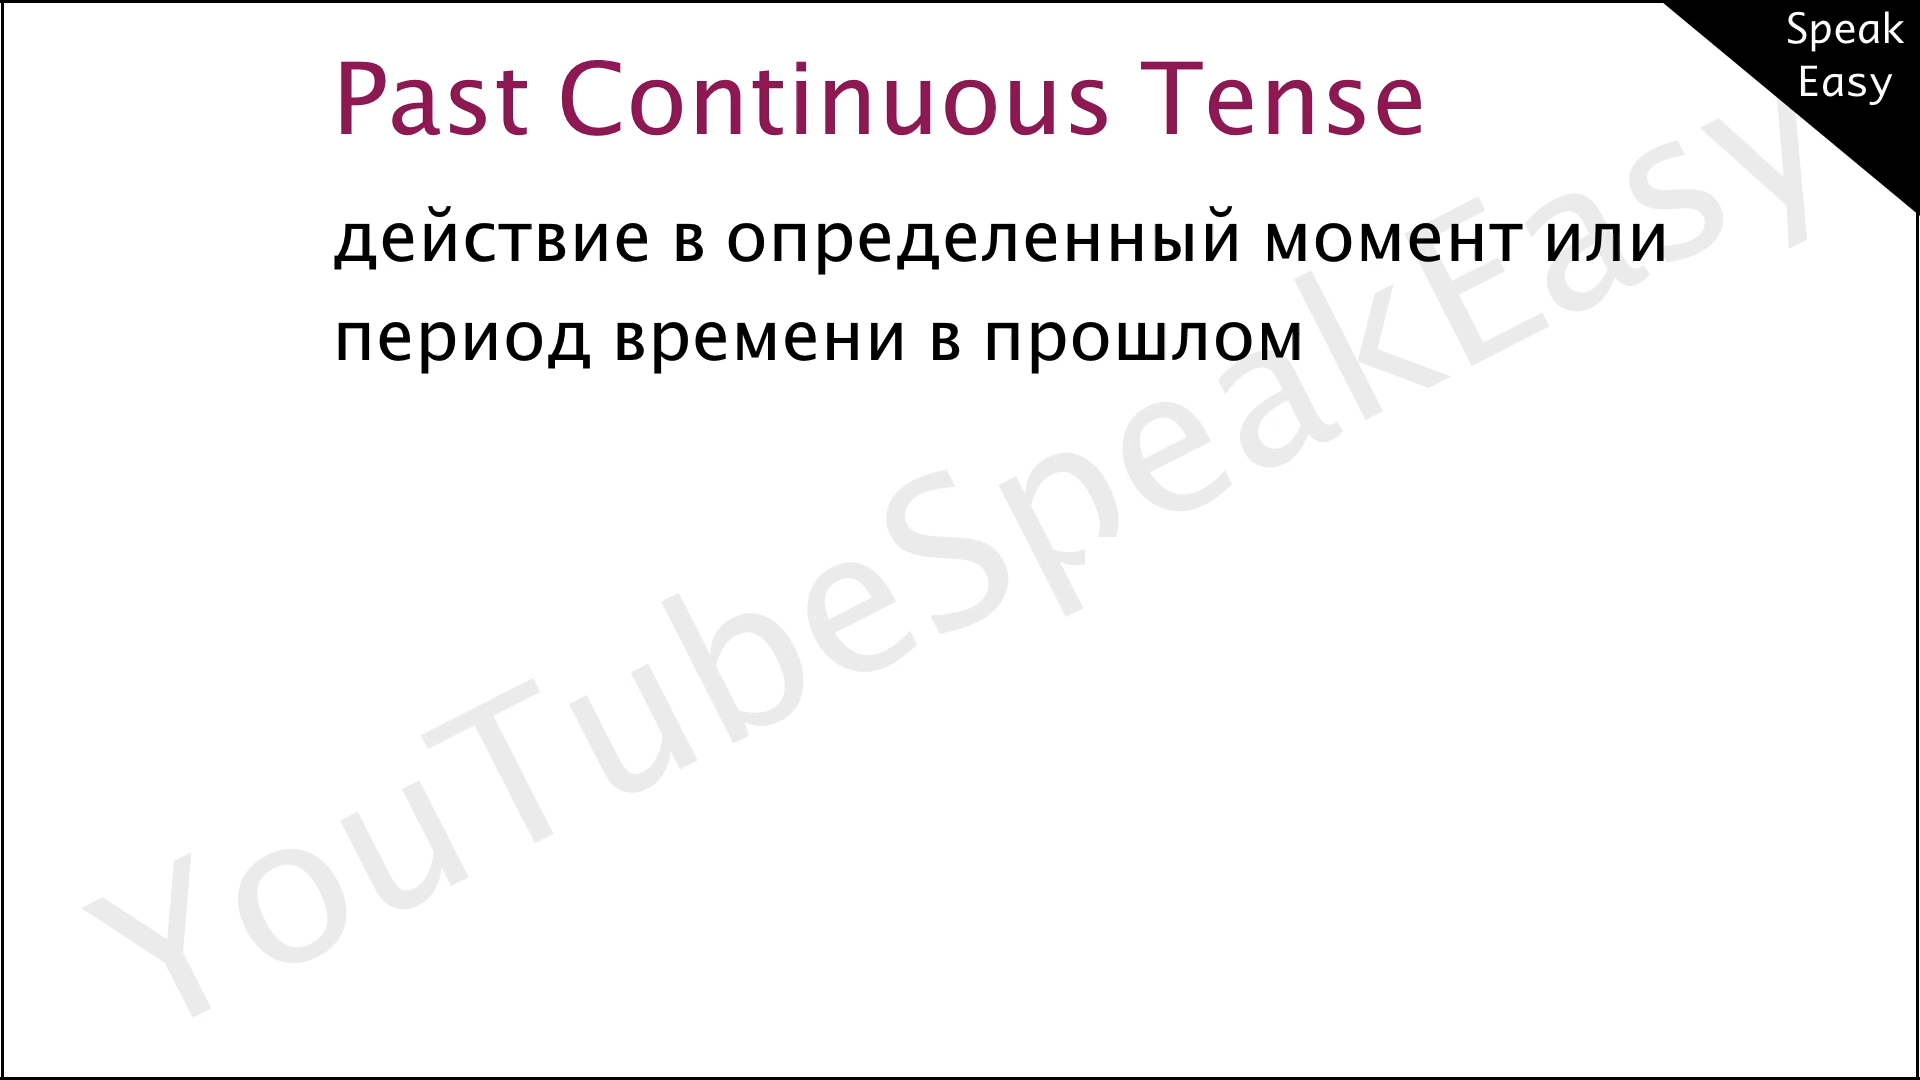 Speak
Easy
Past Continuous Tense
действие в определенный момент или
период времени в прошлом
YouTubeSpeakEasy